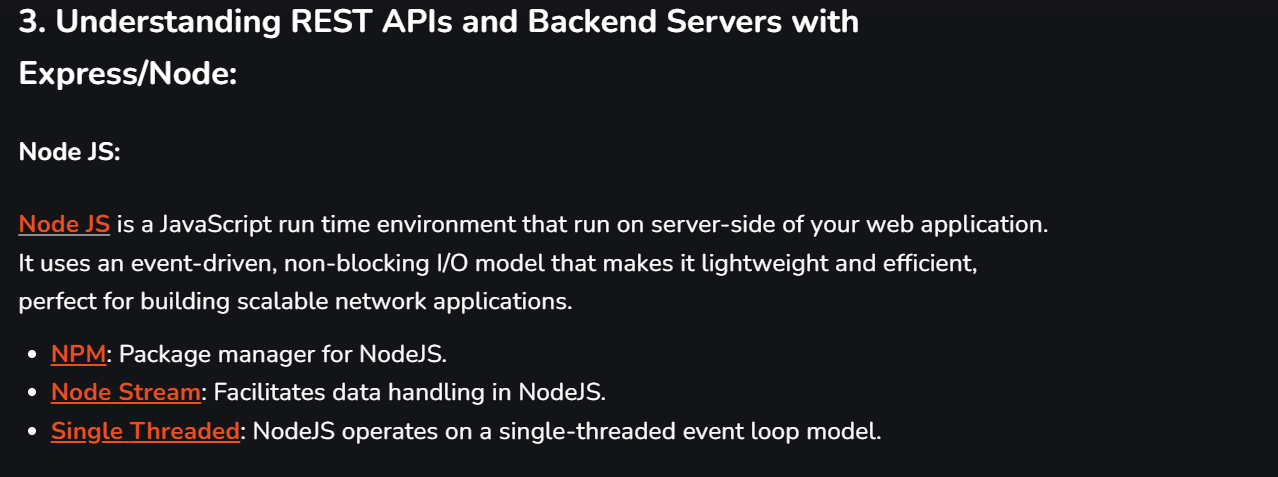 3. Understanding REST APIs and Backend Servers with
Express/Node:
Node JS:
Node JS is a JavaScript run time environment that run on server-side of your web application.
It uses an event-driven, non-blocking I/O model that makes it lightweight and efficient,
perfect for building scalable network applications.
• NPM: Package manager for NodeJS.
• Node Stream: Facilitates data handling in NodeJS.
• Single Threaded: NodeJS operates on a single-threaded event loop model.